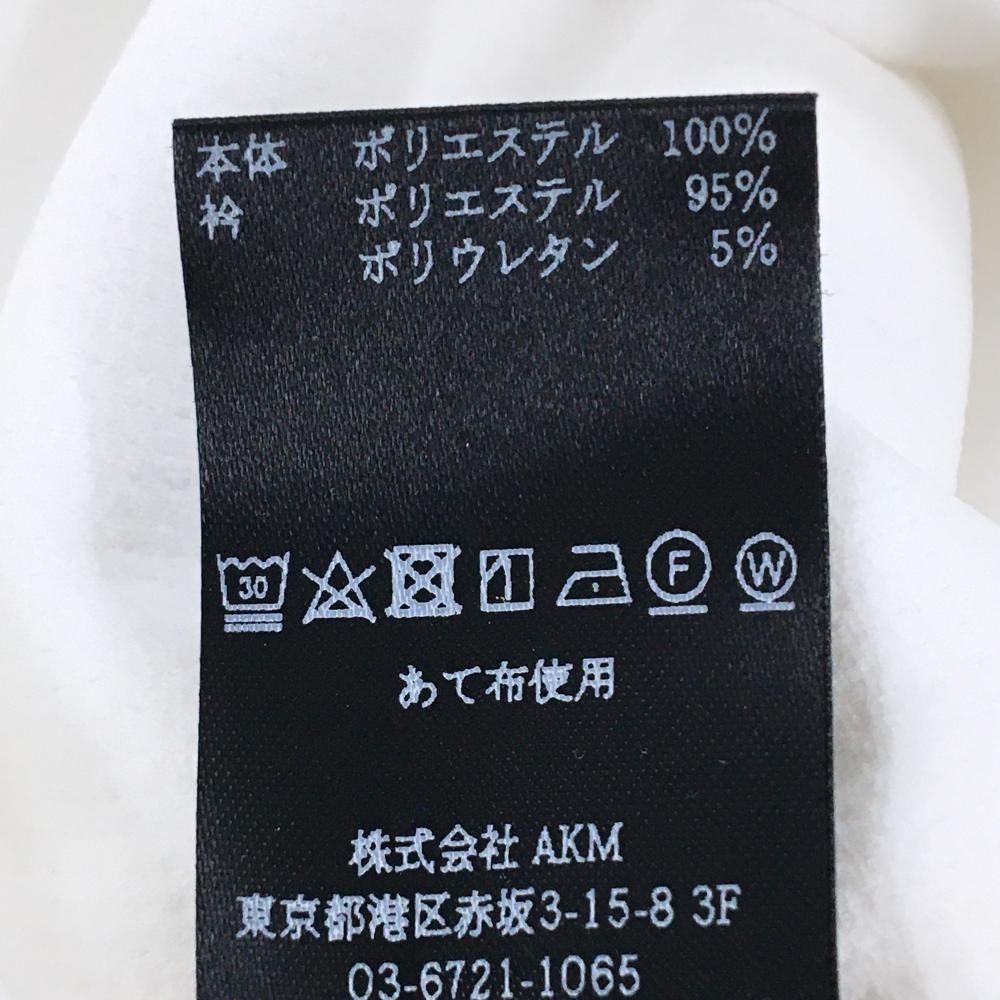 本体 ポリエステル 100%
衿 ポリエステル 95%
ポリウレタン 5%
30 F W
あて布使用
株式会社 AKM
東京都港区赤坂3-15-8 3F
03-6721-1065